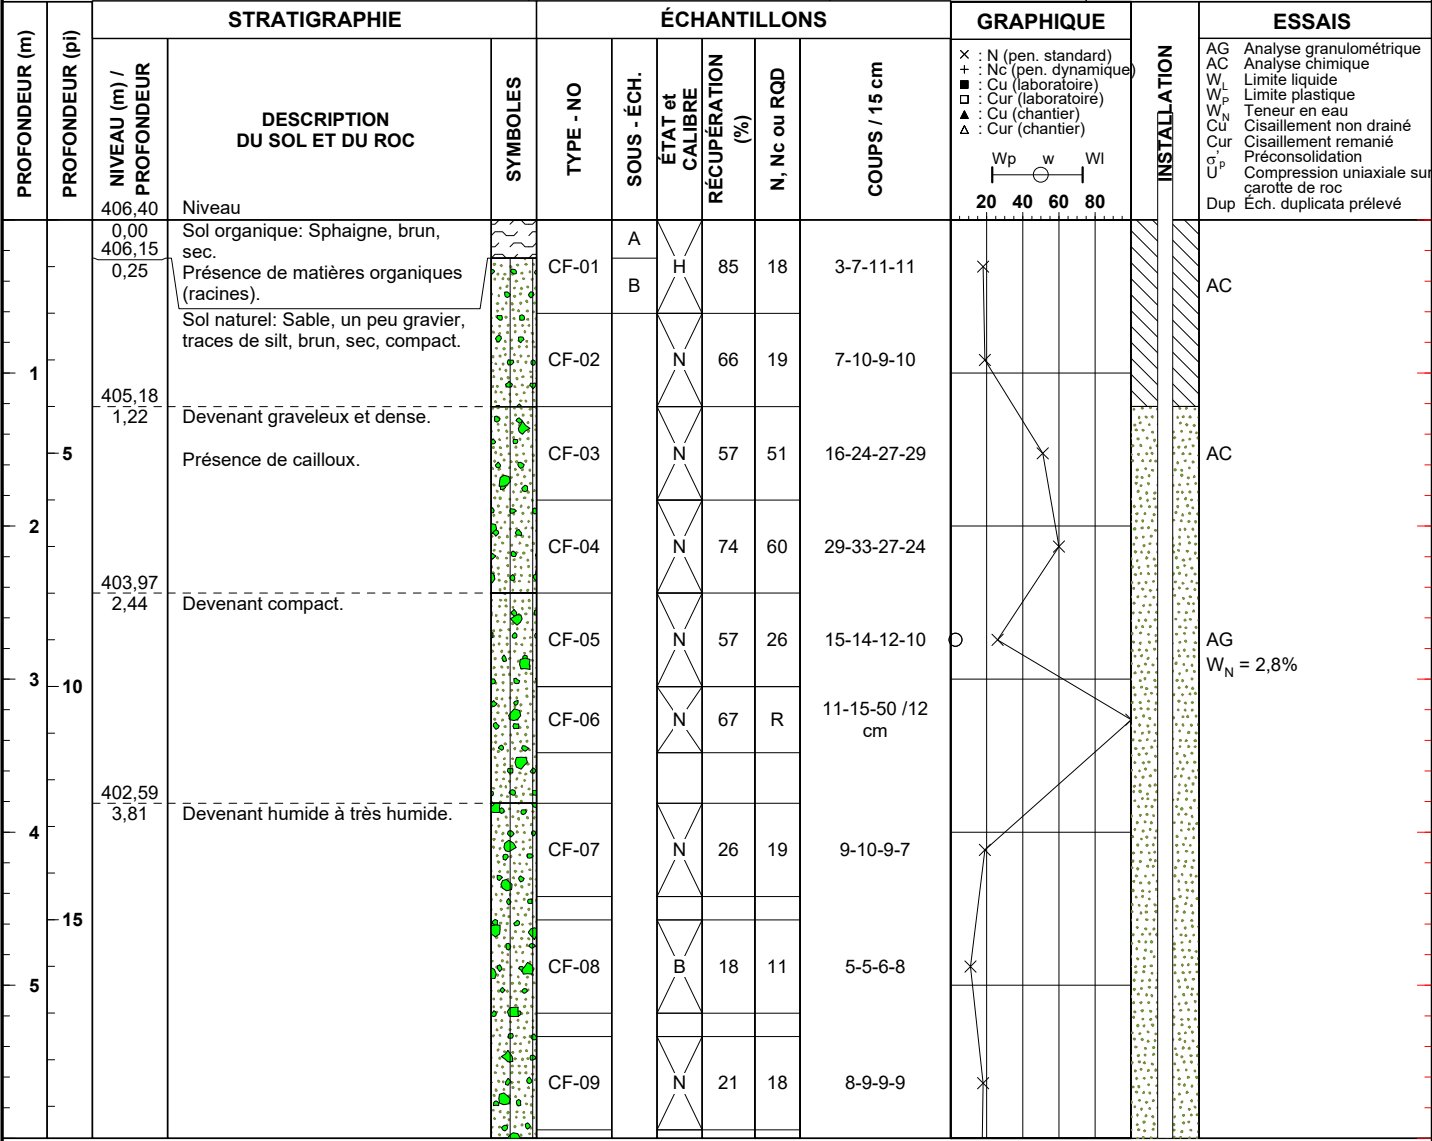 STRATIGRAPHIE
ÉCHANTILLONS
GRAPHIQUE
ESSAIS
PROFONDEUR (m)
PROFONDEUR (pi)
NIVEAU (m) /
PROFONDEUR
DESCRIPTION
DU SOL ET DU ROC
SYMBOLES
TYPE - NO
SOUS - ÉCH.
ÉTAT et
CALIBRE
RÉCUPÉRATION
(%)
N, Nc ou RQD
COUPS / 15 cm
× : N (pen. standard)
+ : Nc (pen. dynamique)
■ : Cu (laboratoire)
□ : Cur (laboratoire)
▲ : Cu (chantier)
△ : Cur (chantier)
Wp w Wl
20 40 60 80
INSTALLATION
AG Analyse granulométrique
AC Analyse chimique
W_L Limite liquide
W_P Limite plastique
W_N Teneur en eau
Cu Cisaillement non drainé
Cur Cisaillement remanié
σ'_p Préconsolidation
U Compression uniaxiale sur
carotte de roc
Dup Éch. duplicata prélevé
406,40 Niveau
0,00 Sol organique: Sphaigne, brun,
406,15 sec.
0,25 Présence de matières organiques
(racines).
Sol naturel: Sable, un peu gravier,
traces de silt, brun, sec, compact.
405,18
1,22 Devenant graveleux et dense.
Présence de cailloux.
403,97
2,44 Devenant compact.
402,59
3,81 Devenant humide à très humide.
1
2
3
4
5
5
10
15
CF-01 A B H 85 18 3-7-11-11 AC
CF-02 N 66 19 7-10-9-10
CF-03 N 57 51 16-24-27-29 AC
CF-04 N 74 60 29-33-27-24
CF-05 N 57 26 15-14-12-10 AG
W_N = 2,8%
CF-06 N 67 R 11-15-50 /12
cm
CF-07 N 26 19 9-10-9-7
CF-08 B 18 11 5-5-6-8
CF-09 N 21 18 8-9-9-9